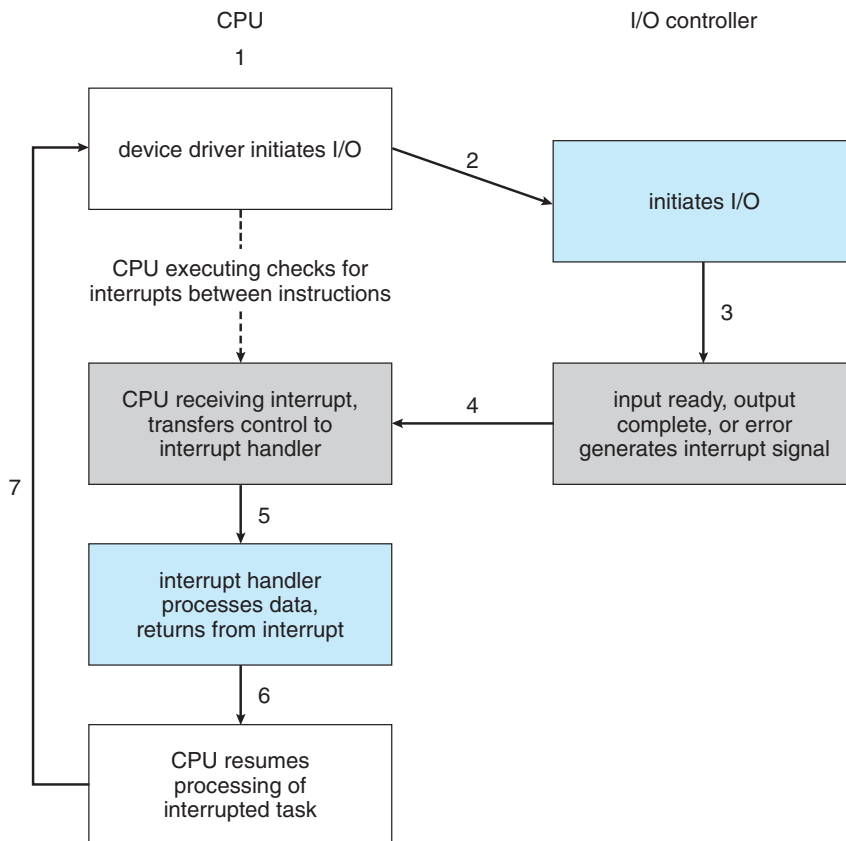 CPU
I/O controller
1
device driver initiates I/O
2
initiates I/O
CPU executing checks for
interrupts between instructions
3
CPU receiving interrupt,
transfers control to
interrupt handler
4
input ready, output
complete, or error
generates interrupt signal
7
5
interrupt handler
processes data,
returns from interrupt
6
CPU resumes
processing of
interrupted task